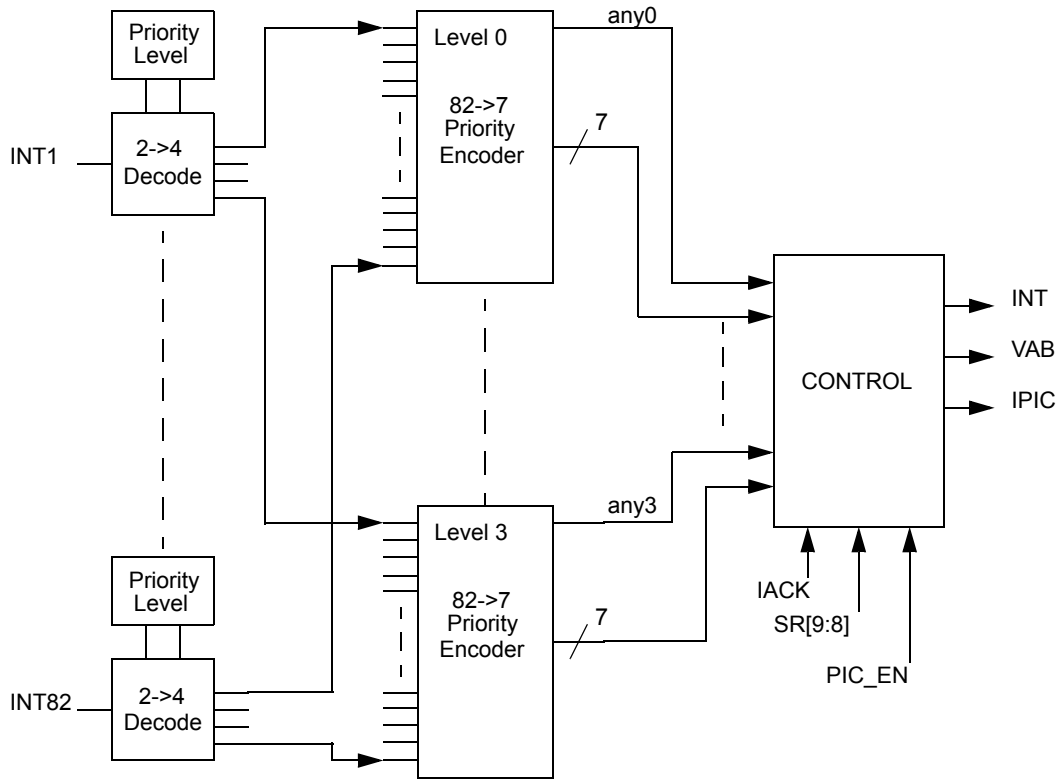 Priority
Level
INT1
2->4
Decode
Level 0
82->7
Priority
Encoder
any0
7
CONTROL
INT
VAB
IPIC
IACK
SR[9:8]
PIC_EN
Priority
Level
INT82
2->4
Decode
Level 3
82->7
Priority
Encoder
any3
7